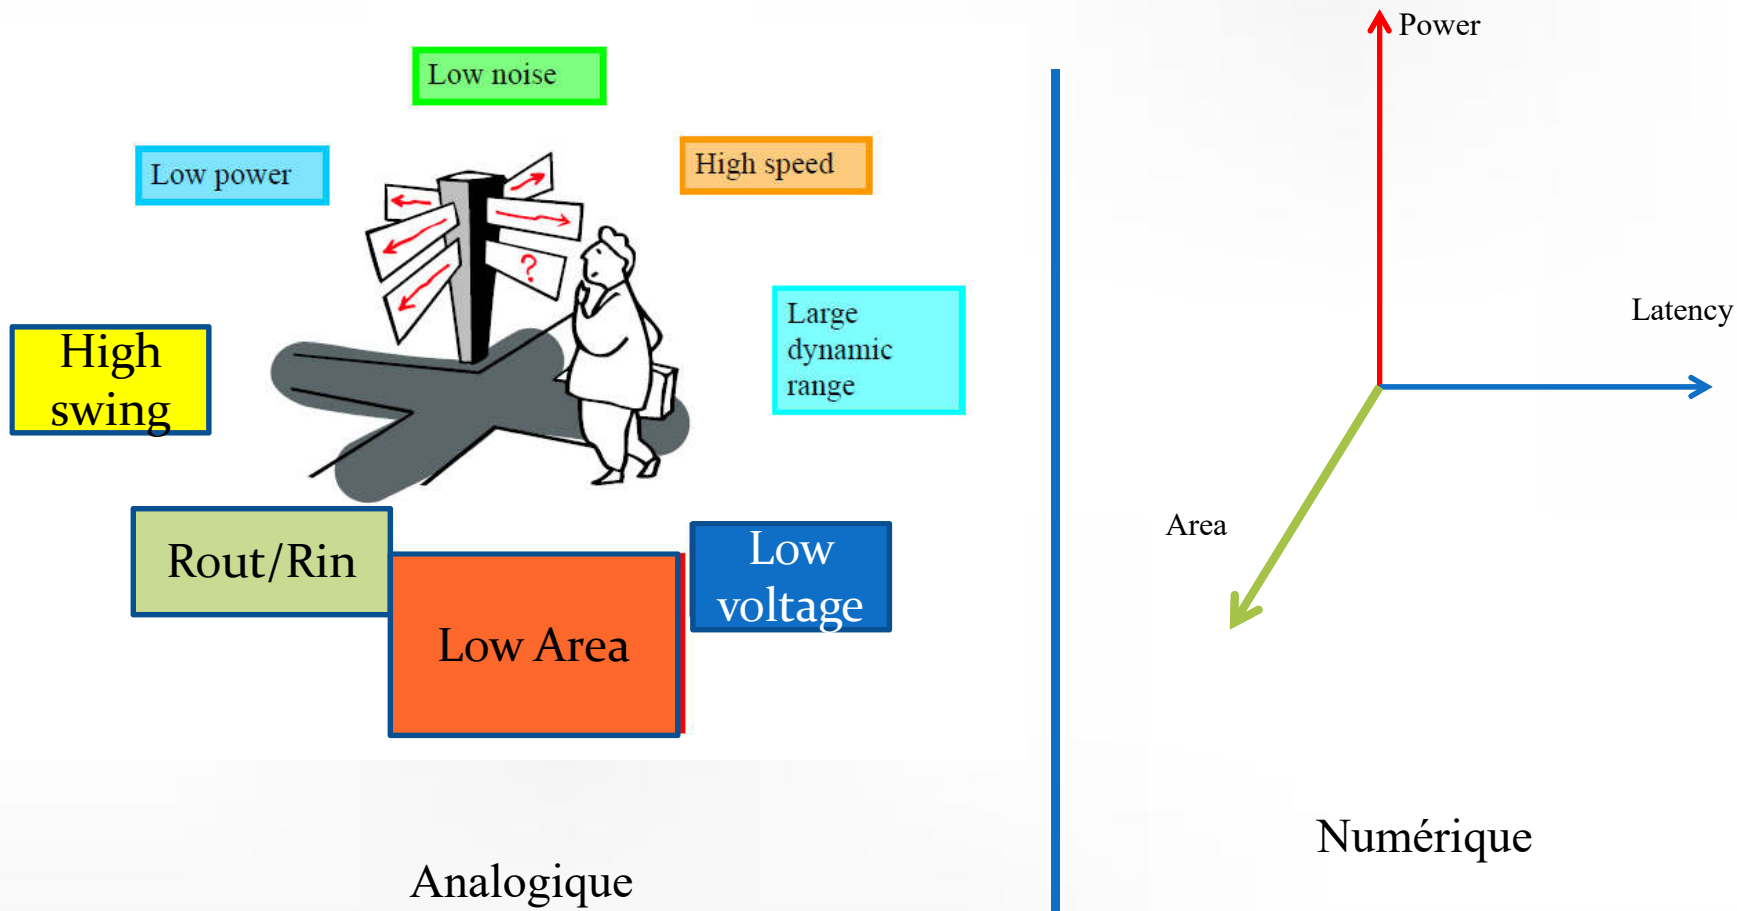 Power
Low noise
High speed
Low power
?
Large
dynamic
range
Latency
High
swing
Rout/Rin
Low Area
Low
voltage
Area
Analogique
Numérique